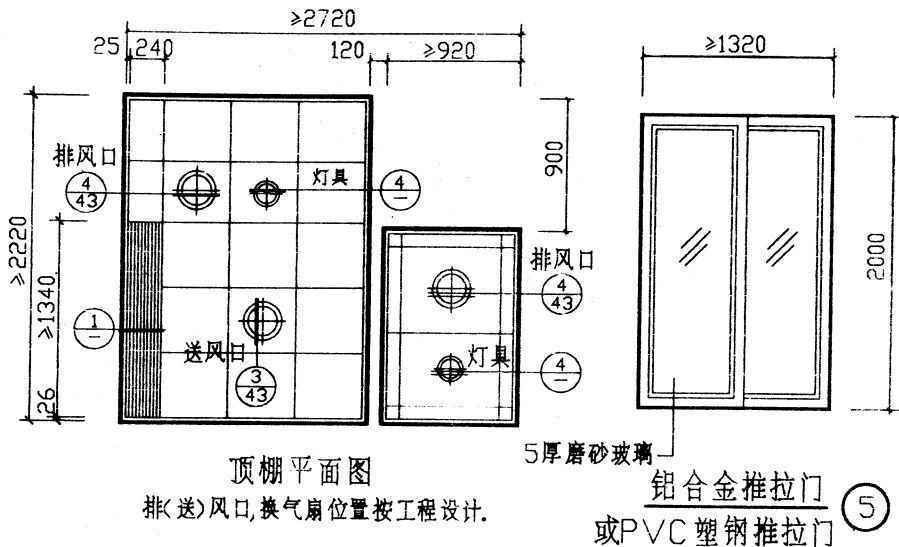 ≥2720
25 240
120
≥920
≥1320
排风口
4
43
灯具
4
—
900
≥2220
≥1340
26
1
—
排风口
4
43
送风口
3
43
灯具
4
—
2000
5厚磨砂玻璃
顶棚平面图
排(送)风口,换气扇位置按工程设计.
铝合金推拉门
或PVC塑钢推拉门
5